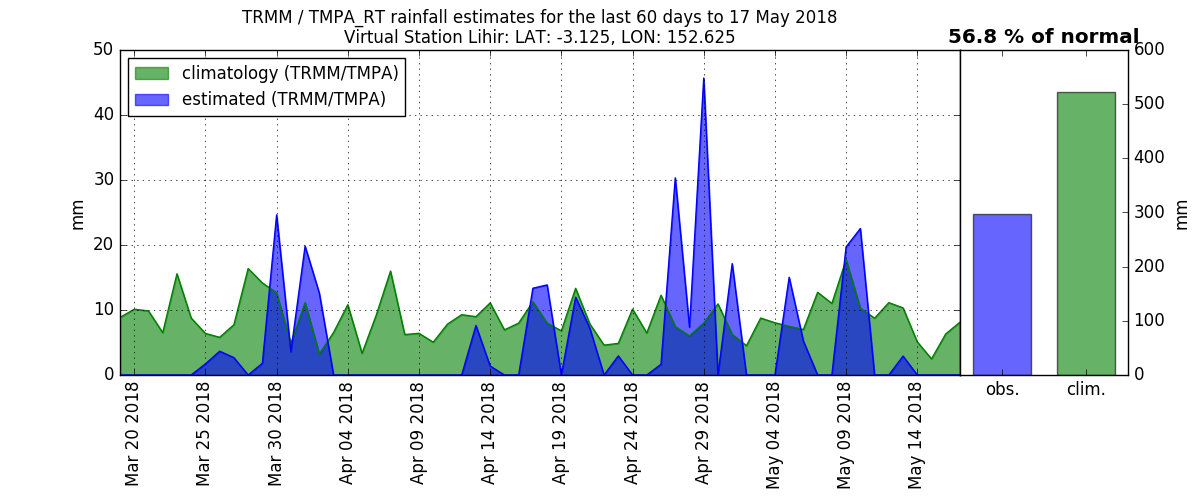 TRMM / TMPA_RT rainfall estimates for the last 60 days to 17 May 2018
Virtual Station Lihir: LAT: -3.125, LON: 152.625
56.8 % of normal
climatology (TRMM/TMPA)
estimated (TRMM/TMPA)
50
40
30
20
10
0
mm
Mar 20 2018
Mar 25 2018
Mar 30 2018
Apr 04 2018
Apr 09 2018
Apr 14 2018
Apr 19 2018
Apr 24 2018
Apr 29 2018
May 04 2018
May 09 2018
May 14 2018
obs.
clim.
600
500
400
300
200
100
0
mm